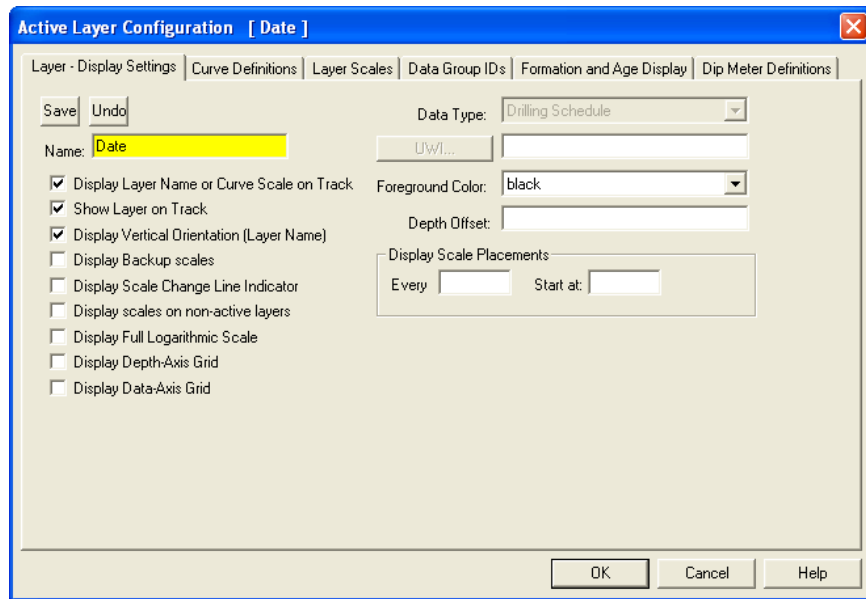 Active Layer Configuration [ Date ]
Layer - Display Settings Curve Definitions Layer Scales Data Group IDs Formation and Age Display Dip Meter Definitions
Save Undo
Name: Date
Display Layer Name or Curve Scale on Track
Show Layer on Track
Display Vertical Orientation (Layer Name)
Display Backup scales
Display Scale Change Line Indicator
Display scales on non-active layers
Display Full Logarithmic Scale
Display Depth-Axis Grid
Display Data-Axis Grid
Data Type: Drilling Schedule
UWI...
Foreground Color: black
Depth Offset:
Display Scale Placements
Every Start at:
OK Cancel Help